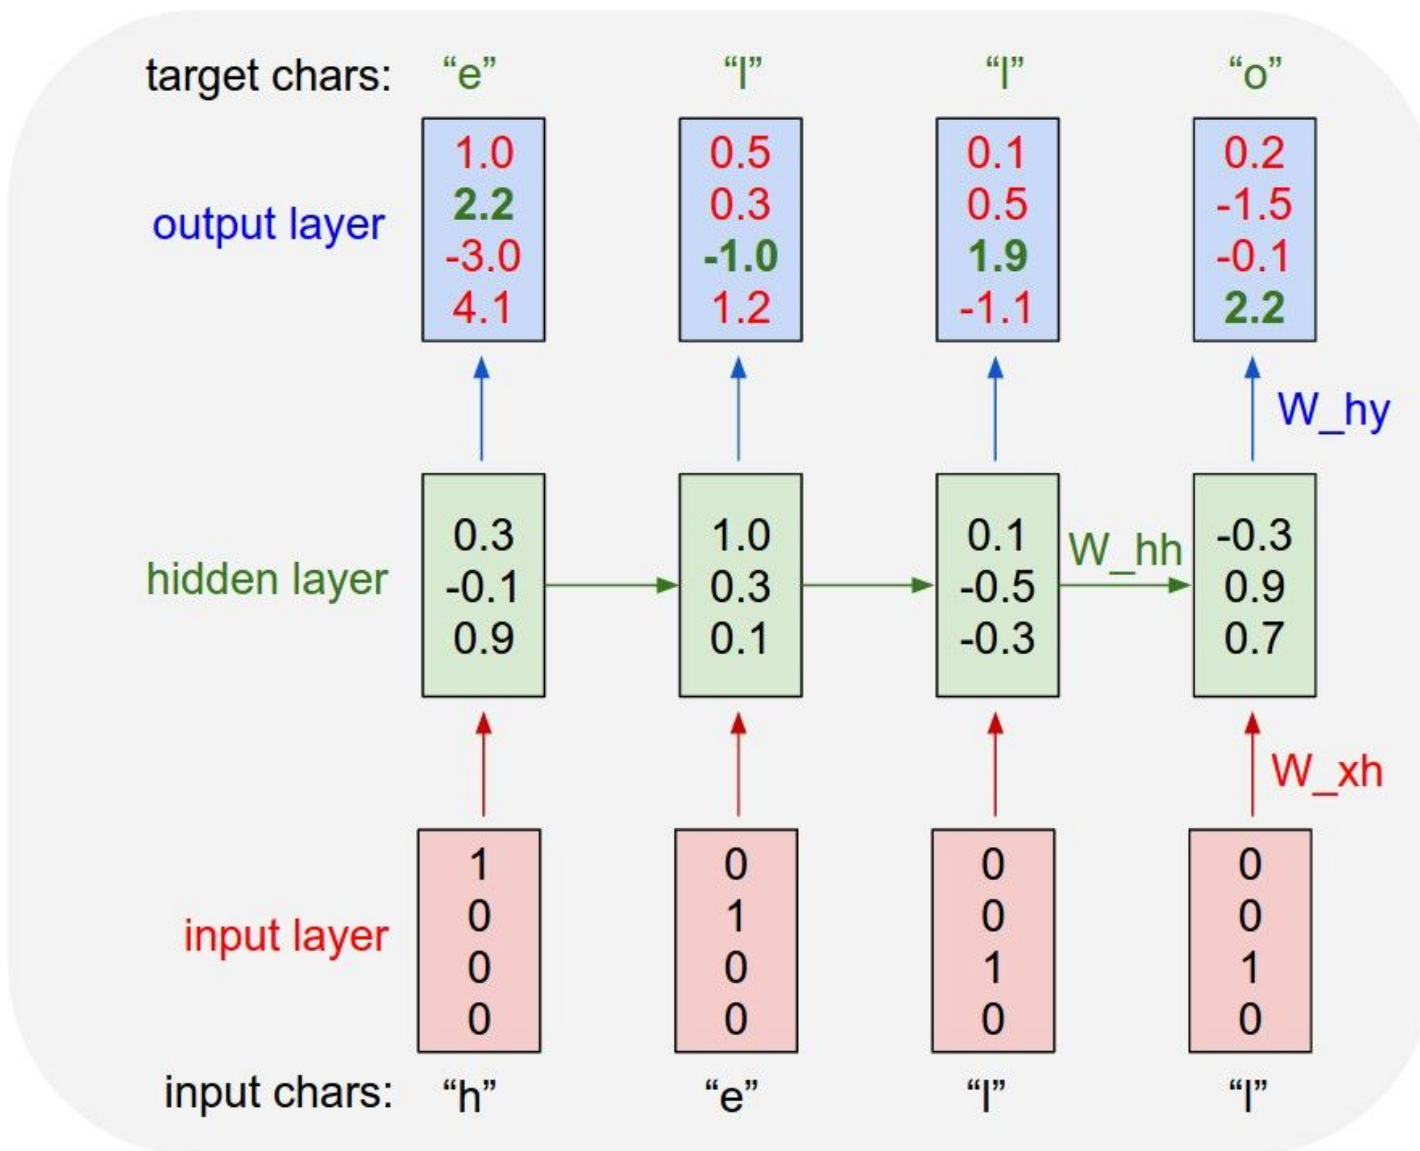 target chars: “e” “l” “l” “o”
1.0 0.5 0.1 0.2
2.2 0.3 0.5 -1.5
output layer
-3.0 -1.0 1.9 -0.1
4.1 1.2 -1.1 2.2
W_hy
0.3 1.0 0.1 -0.3
W_hh
hidden layer -0.1 0.3 -0.5 0.9
0.9 0.1 -0.3 0.7
W_xh
1 0 0 0
0 1 0 0
input layer
0 0 1 1
0 0 0 0
input chars: “h” “e” “l” “l”